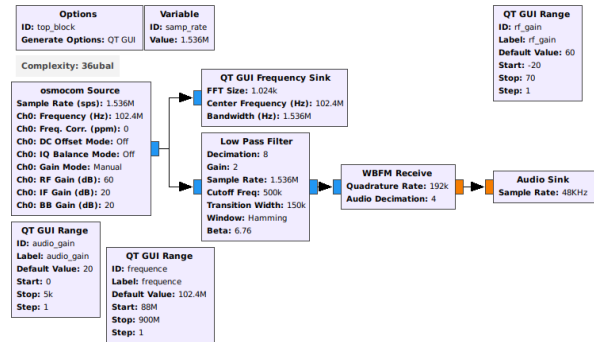 Options
ID: top_block
Generate Options: QT GUI
Variable
ID: samp_rate
Value: 1.536M
QT GUI Range
ID: rf_gain
Label: rf_gain
Default Value: 60
Start: -20
Stop: 70
Step: 1
Complexity: 36ubal
osmocom Source
Sample Rate (sps): 1.536M
Ch0: Frequency (Hz): 102.4M
Ch0: Freq. Corr. (ppm): 0
Ch0: DC Offset Mode: Off
Ch0: IQ Balance Mode: Off
Ch0: Gain Mode: Manual
Ch0: RF Gain (dB): 60
Ch0: IF Gain (dB): 20
Ch0: BB Gain (dB): 20
QT GUI Frequency Sink
FFT Size: 1.024k
Center Frequency (Hz): 102.4M
Bandwidth (Hz): 1.536M
Low Pass Filter
Decimation: 8
Gain: 2
Sample Rate: 1.536M
Cutoff Freq: 500k
Transition Width: 150k
Window: Hamming
Beta: 6.76
WBFM Receive
Quadrature Rate: 192k
Audio Decimation: 4
Audio Sink
Sample Rate: 48KHz
QT GUI Range
ID: audio_gain
Label: audio_gain
Default Value: 20
Start: 0
Stop: 5k
Step: 1
QT GUI Range
ID: frequence
Label: frequence
Default Value: 102.4M
Start: 88M
Stop: 900M
Step: 1